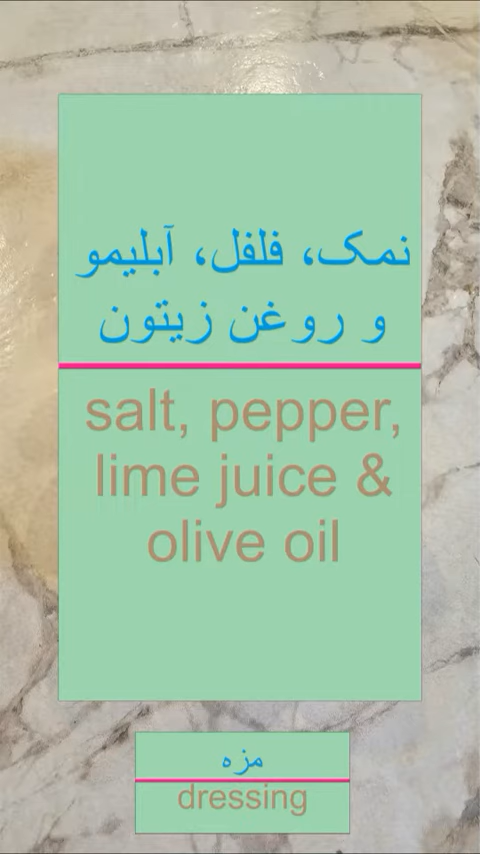 نمک، فلفل، آبلیمو
و روغن زیتون
salt, pepper,
lime juice &
olive oil
مزه
dressing